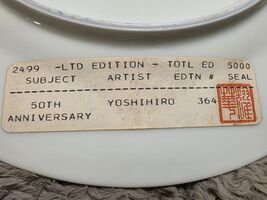 2499 -LTD EDITION - TOTL ED 5000
SUBJECT ARTIST EDTN # SEAL
50TH YOSHIHIRO 364
ANNIVERSARY